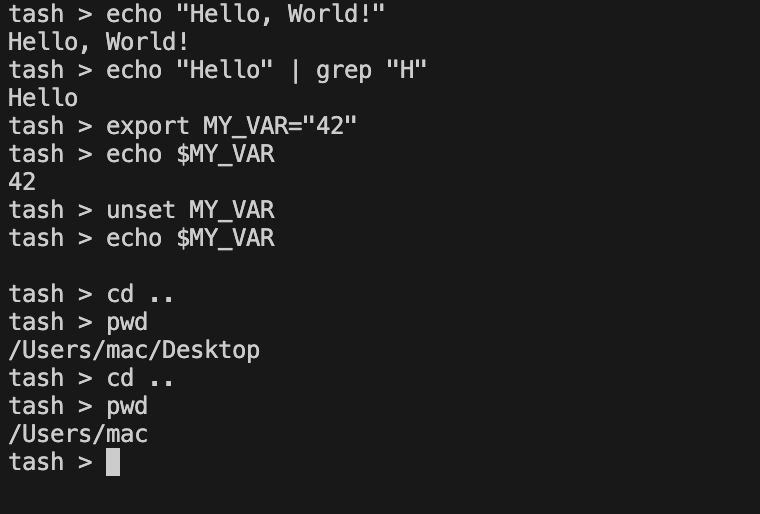 tash > echo "Hello, World!"
Hello, World!
tash > echo "Hello" | grep "H"
Hello
tash > export MY_VAR="42"
tash > echo $MY_VAR
42
tash > unset MY_VAR
tash > echo $MY_VAR

tash > cd ..
tash > pwd
/Users/mac/Desktop
tash > cd ..
tash > pwd
/Users/mac
tash >